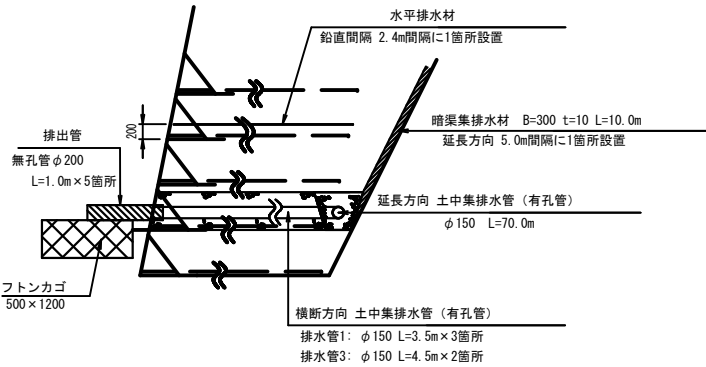 水平排水材
鉛直間隔 2.4m間隔に1箇所設置
200
排出管
無孔管φ200
L=1.0m×5箇所
暗渠集排水材 B=300 t=10 L=10.0m
延長方向 5.0m間隔に1箇所設置
延長方向 土中集排水管（有孔管）
φ150 L=70.0m
フトンカゴ
500×1200
横断方向 土中集排水管（有孔管）
排水管1: φ150 L=3.5m×3箇所
排水管3: φ150 L=4.5m×2箇所